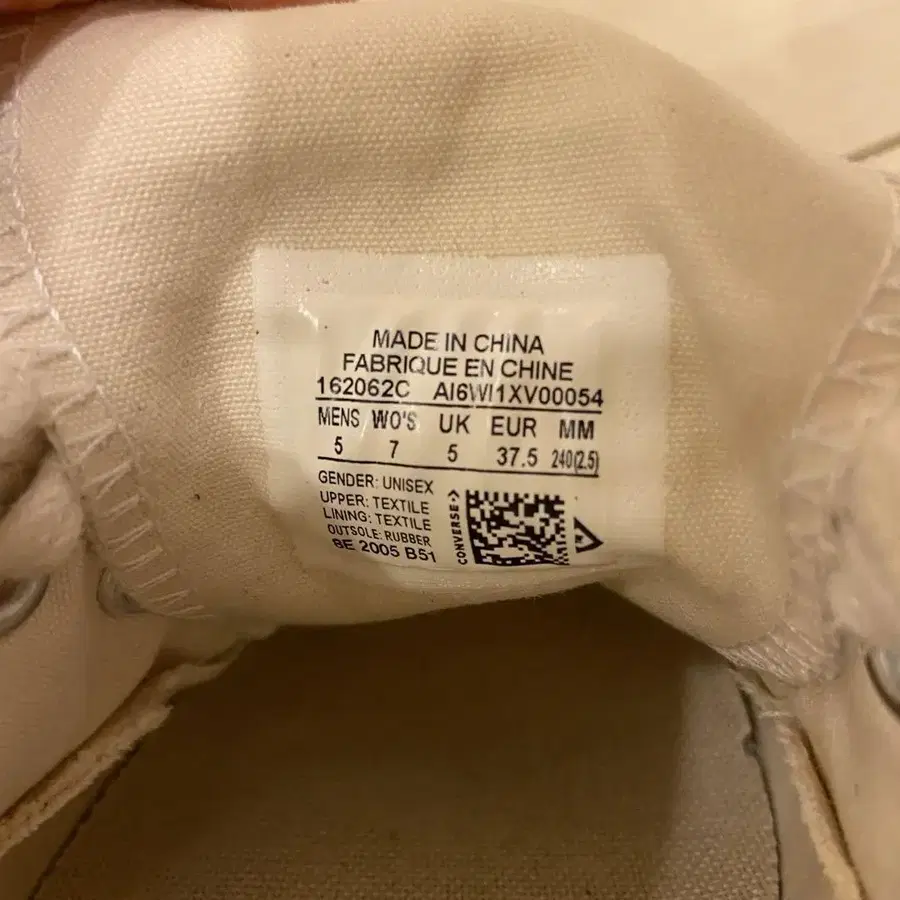 MADE IN CHINA
FABRIQUE EN CHINE
162062C AI6WI1XV00054
MENS WO'S UK EUR MM
5 7 5 37.5 240(2.5)
GENDER: UNISEX
UPPER: TEXTILE
LINING: TEXTILE
OUTSOLE: RUBBER
SE 2005 B51
CONVERSE